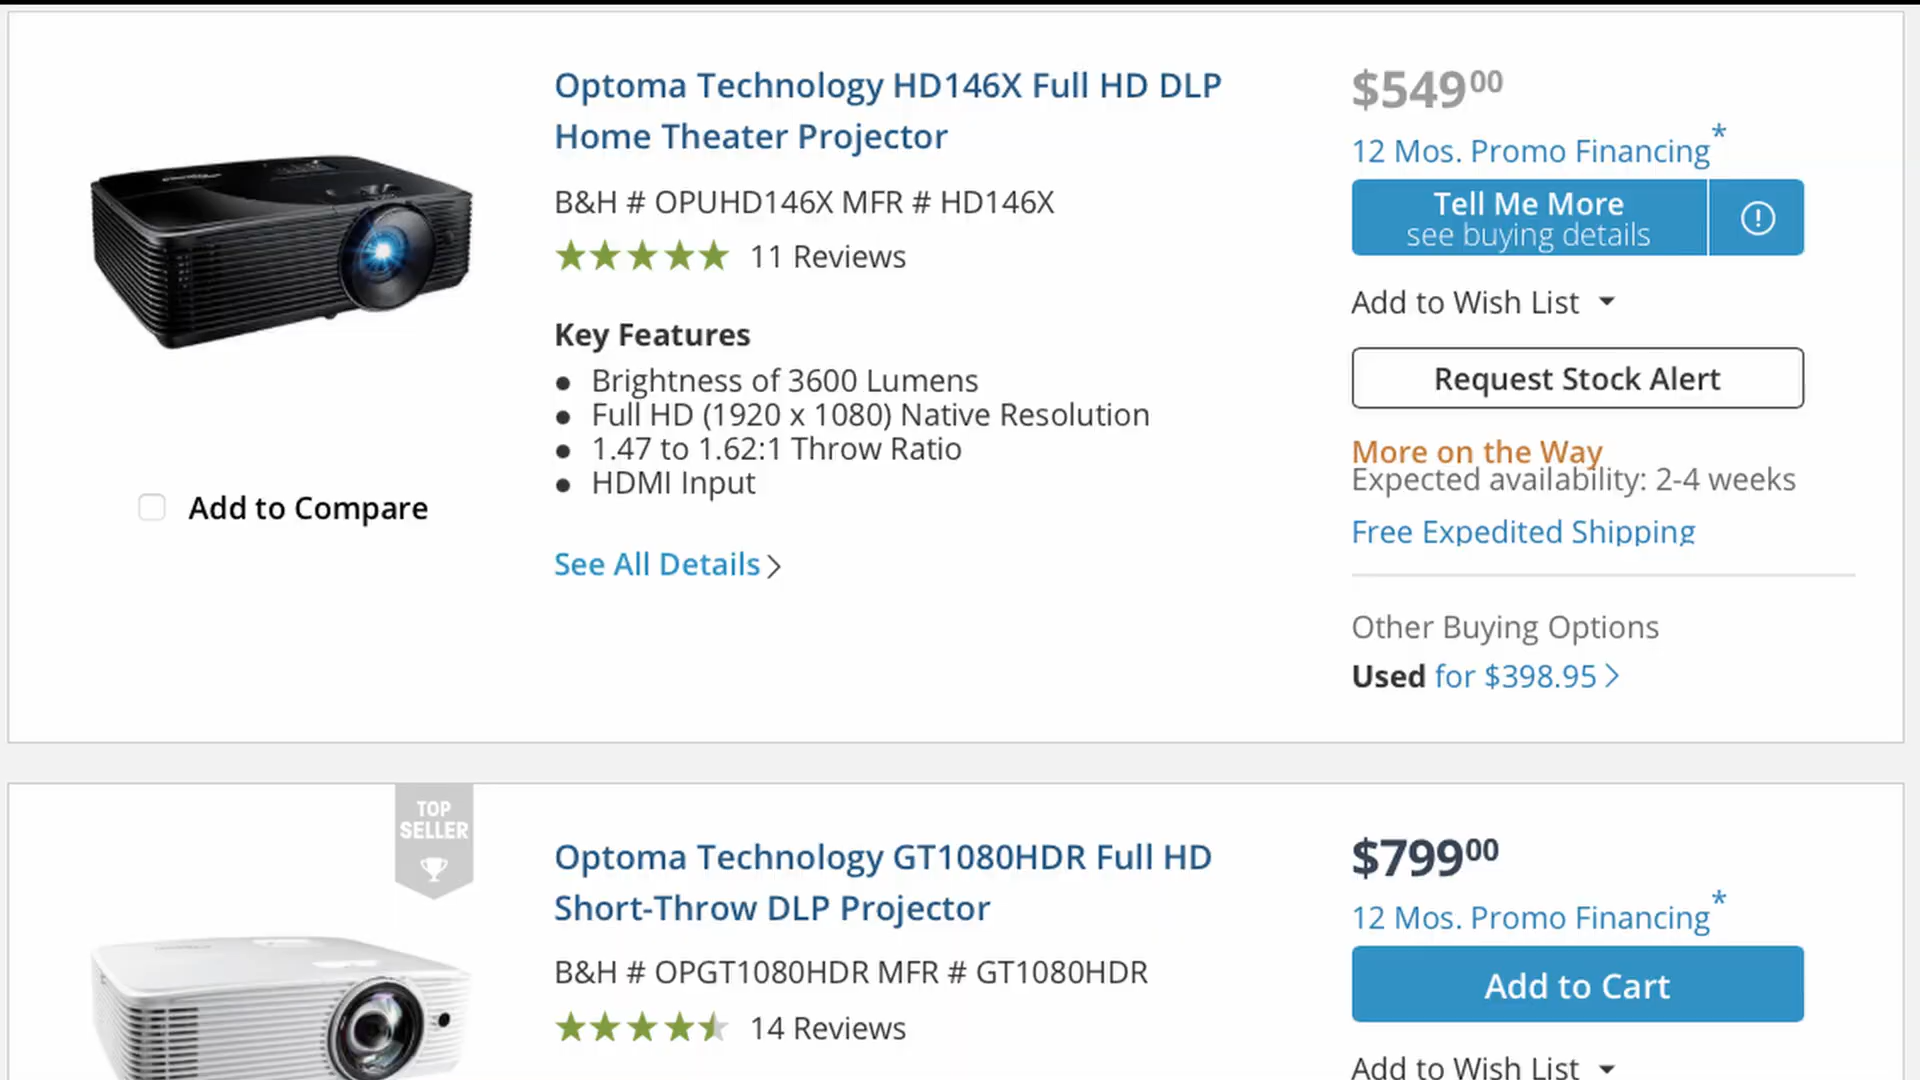 Optoma Technology HD146X Full HD DLP
Home Theater Projector
B&H # OPUHD146X MFR # HD146X
11 Reviews
Key Features
Brightness of 3600 Lumens
Full HD (1920 x 1080) Native Resolution
1.47 to 1.62:1 Throw Ratio
HDMI Input
See All Details
Add to Compare
$549.00
12 Mos. Promo Financing*
Tell Me More
see buying details
Add to Wish List
Request Stock Alert
More on the Way
Expected availability: 2-4 weeks
Free Expedited Shipping
Other Buying Options
Used for $398.95
TOP
SELLER
Optoma Technology GT1080HDR Full HD
Short-Throw DLP Projector
B&H # OPGT1080HDR MFR # GT1080HDR
14 Reviews
$799.00
12 Mos. Promo Financing*
Add to Cart
Add to Wish List